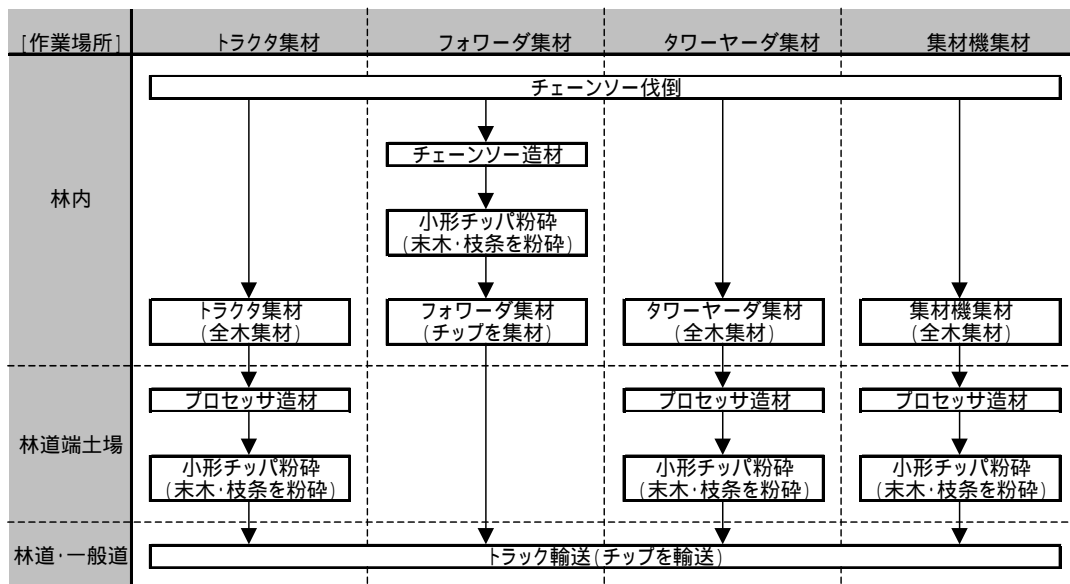 [作業場所] トラクタ集材 フォワーダ集材 タワーヤーダ集材 集材機集材
チェーンソー伐倒
チェーンソー造材
林内
小形チッパ粉砕
(末木･枝条を粉砕)
トラクタ集材 フォワーダ集材 タワーヤーダ集材 集材機集材
(全木集材) (チップを集材) (全木集材) (全木集材)
プロセッサ造材 プロセッサ造材 プロセッサ造材
林道端土場
小形チッパ粉砕 小形チッパ粉砕 小形チッパ粉砕
(末木･枝条を粉砕) (末木･枝条を粉砕) (末木･枝条を粉砕)
林道･一般道 トラック輸送(チップを輸送)